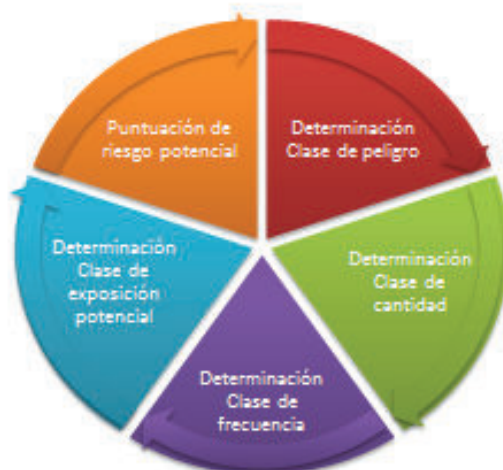 Puntuación de
riesgo potencial
Determinación
Clase de peligro
Determinación
Clase de
cantidad
Determinación
Clase de
frecuencia
Determinación
Clase de
exposición
potencial